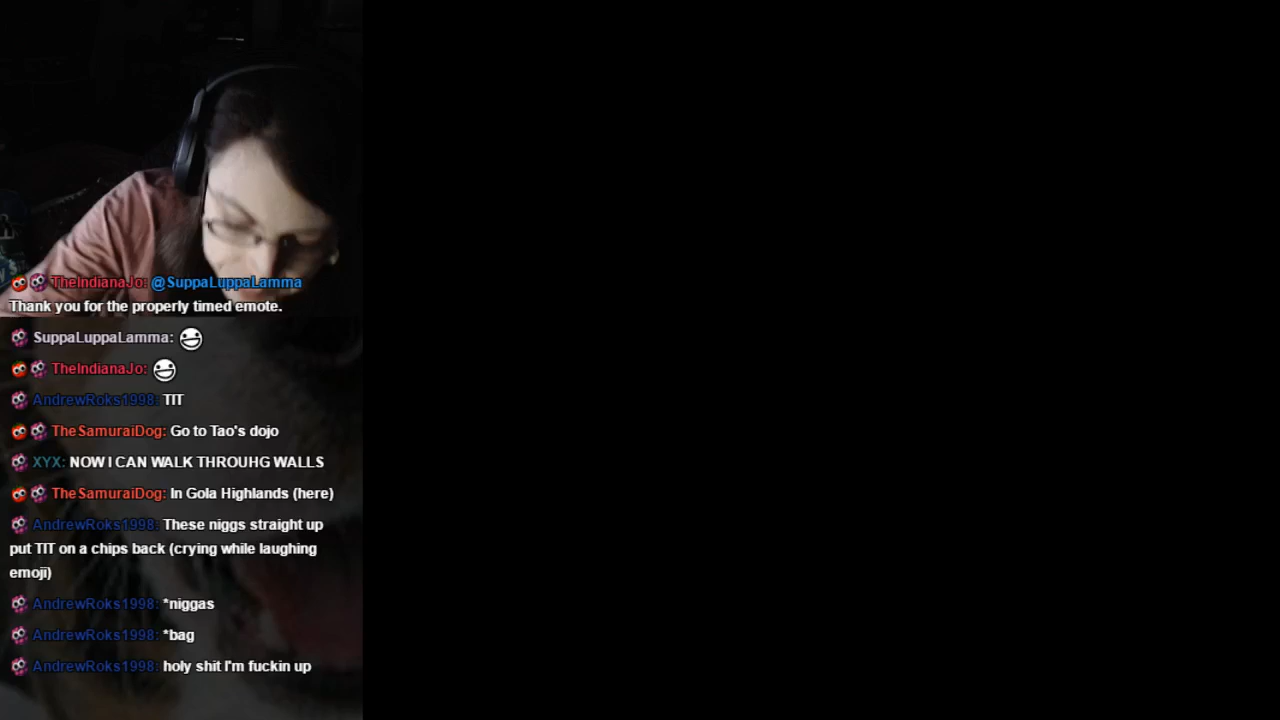 TheIndianaJo: @SuppaLuppaLamma
Thank you for the properly timed emote.
SuppaLuppaLamma:
TheIndianaJo:
AndrewRoks1998: TIT
TheSamuraiDog: Go to Tao's dojo
XYX: NOW I CAN WALK THROUHG WALLS
TheSamuraiDog: In Gola Highlands (here)
AndrewRoks1998: These niggs straight up
put TIT on a chips back (crying while laughing
emoji)
AndrewRoks1998: *niggas
AndrewRoks1998: *bag
AndrewRoks1998: holy shit I'm fuckin up